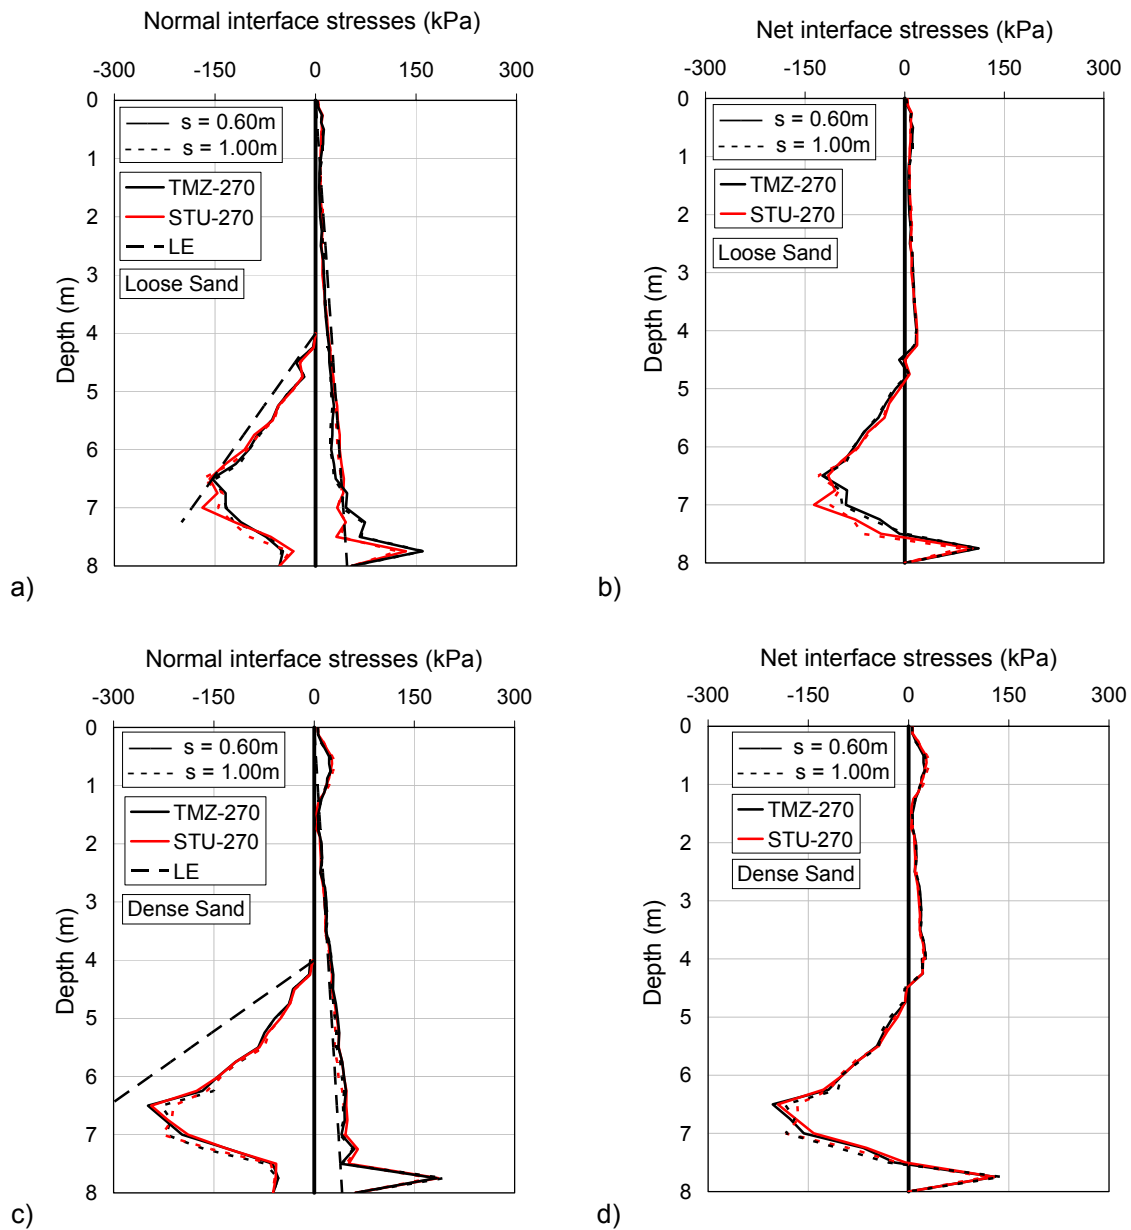 Normal interface stresses (kPa)
-300 -150 0 150 300
0
1
2
3
4
5
6
7
8
Depth (m)
s = 0.60m
s = 1.00m
TMZ-270
STU-270
LE
Loose Sand
a)
Net interface stresses (kPa)
-300 -150 0 150 300
0
1
2
3
4
5
6
7
8
Depth (m)
s = 0.60m
s = 1.00m
TMZ-270
STU-270
Loose Sand
b)
Normal interface stresses (kPa)
-300 -150 0 150 300
0
1
2
3
4
5
6
7
8
Depth (m)
s = 0.60m
s = 1.00m
TMZ-270
STU-270
LE
Dense Sand
c)
Net interface stresses (kPa)
-300 -150 0 150 300
0
1
2
3
4
5
6
7
8
Depth (m)
s = 0.60m
s = 1.00m
TMZ-270
STU-270
Dense Sand
d)